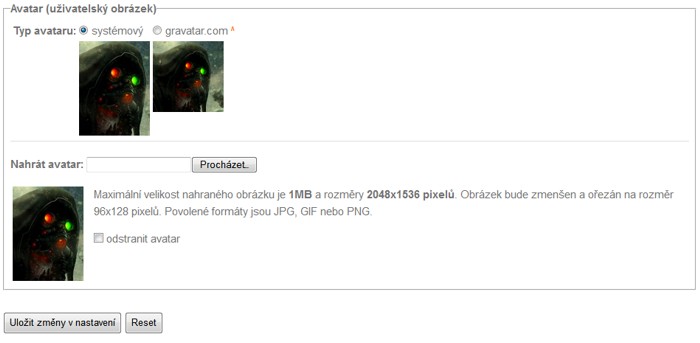 Avatar (uživatelský obrázek)
Typ avataru: systémový gravatar.com ^
Nahrát avatar: Procházet..
Maximální velikost nahraného obrázku je 1MB a rozměry 2048x1536 pixelů. Obrázek bude zmenšen a ořezán na rozměr
96x128 pixelů. Povolené formáty jsou JPG, GIF nebo PNG.
odstranit avatar
Uložit změny v nastavení Reset